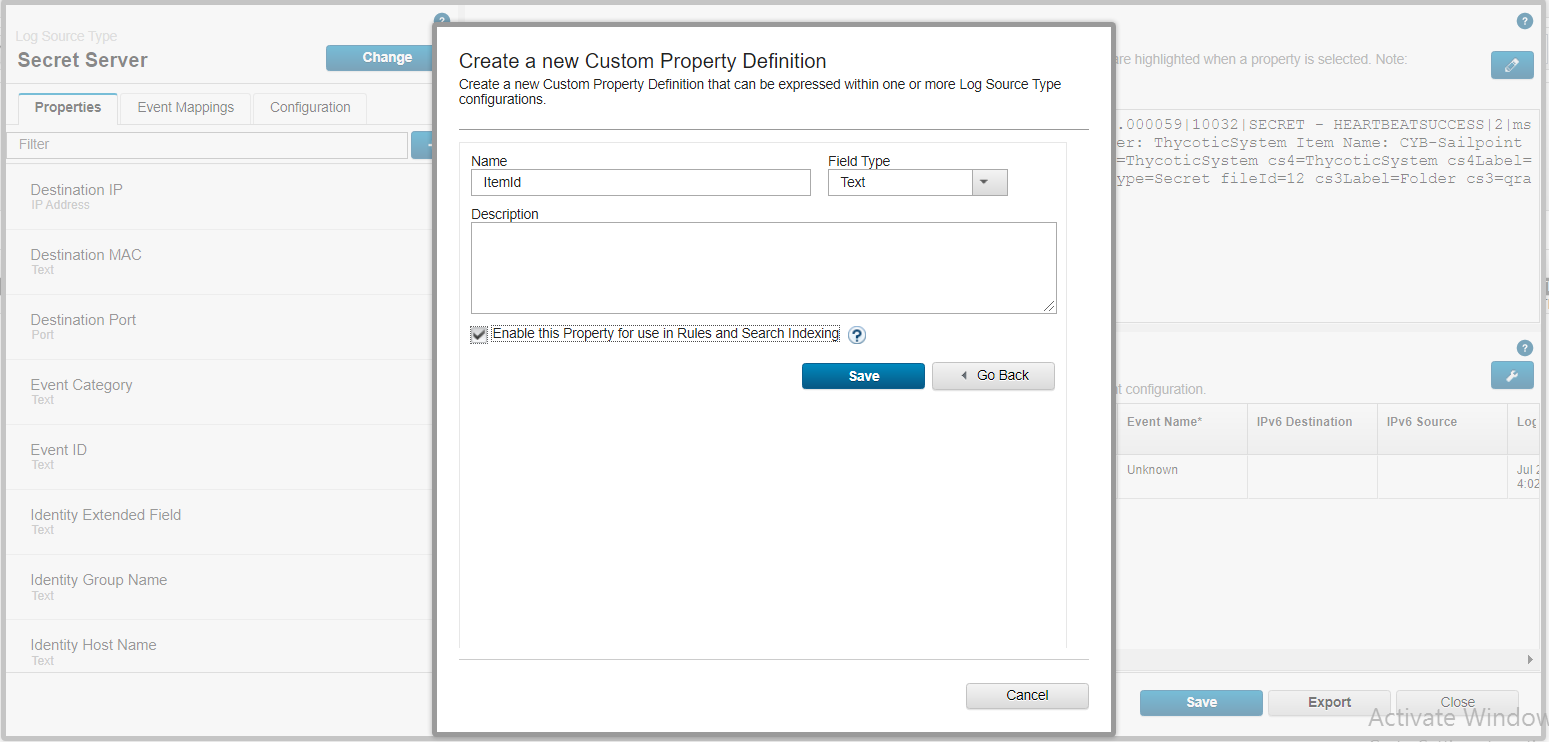 Log Source Type
Secret Server
Change
?
Properties
Event Mappings
Configuration
Filter
Destination IP
IP Address
Destination MAC
Text
Destination Port
Port
Event Category
Text
Event ID
Text
Identity Extended Field
Text
Identity Group Name
Text
Identity Host Name
Text
Create a new Custom Property Definition
Create a new Custom Property Definition that can be expressed within one or more Log Source Type
configurations.
Name
Field Type
ItemId
Text
Description
Enable this Property for use in Rules and Search Indexing
?
Save
Go Back
Cancel
?
are highlighted when a property is selected. Note:
.000059|10032|SECRET - HEARTBEATSUCCESS|2|ms
er: ThycoticSystem Item Name: CYB-Sailpoint
=ThycoticSystem cs4=ThycoticSystem cs4Label=
ype=Secret fileId=12 cs3Label=Folder cs3=qra
?
t configuration.
Event Name*
IPv6 Destination
IPv6 Source
Log
Unknown
Jul 2
4:02
Save
Export
Close
Activate Window